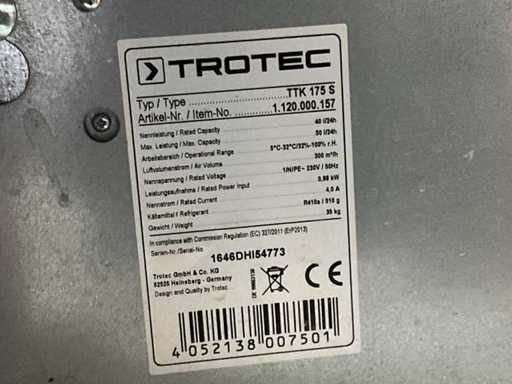 TROTEC
Typ / Type ........................ TTK 175 S
Artikel-Nr. / Item-No. ............ 1.120.000.157
Nennleistung / Rated Capacity 40 l/24h
Max. Leistung / Max. Capacity 50 l/24h
Arbeitsbereich / Operational Range 5°C-32°C/32%-100% r.H.
Luftvolumenstrom / Air Volume 300 m³/h
Nennspannung / Rated Voltage 1/N/PE~ 230V / 50Hz
Leistungsaufnahme / Rated Power Input 0,88 kW
Nennstrom / Rated Current 4,0 A
Kältemittel / Refrigerant R410a / 510 g
Gewicht / Weight 35 kg
In compliance with Commission Regulation (EC) 327/2011 (ErP2013)
Serien-Nr./Serial-No 1646DHI54773
Trotec GmbH & Co. KG
52525 Heinsberg - Germany
Design and Quality by Trotec
CE
4 052138 007501